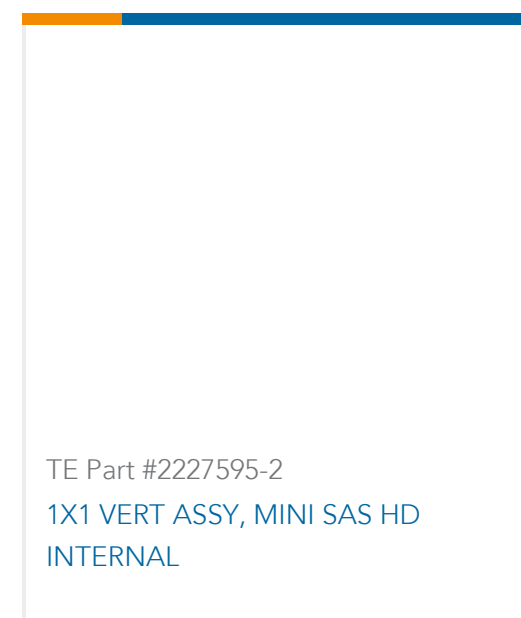 TE Part #2227595-2
1X1 VERT ASSY, MINI SAS HD
INTERNAL